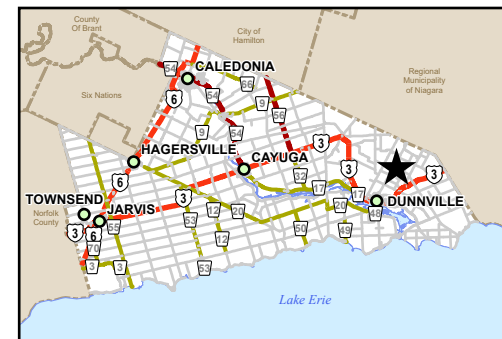 County
Of Brant
City of
Hamilton
Regional
Municipality
of Niagara
Six Nations
Norfolk
County
CALEDONIA
HAGERSVILLE
CAYUGA
TOWNSEND
JARVIS
DUNNVILLE
Lake Erie
54
6
54
66
9
56
9
54
3
6
3
32
17
3
3
17
20
48
12
20
53
12
50
49
3
6
55
70
3
3
53